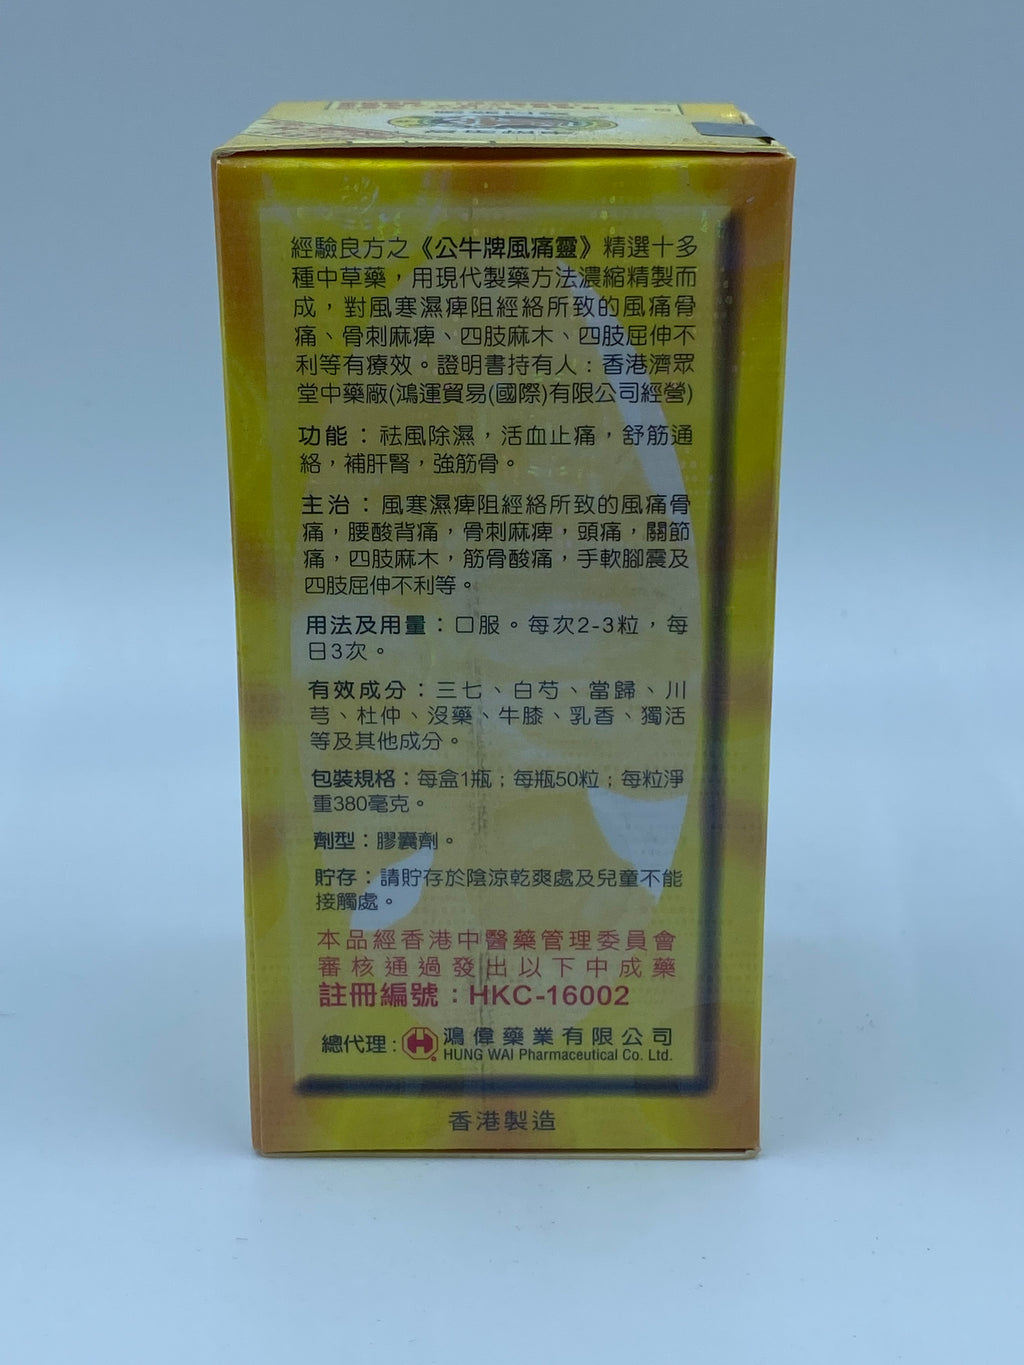 經驗良方之《公牛牌風痛靈》精選十多
種中草藥，用現代製藥方法濃縮精製而
成，對風寒濕痺阻經絡所致的風痛骨
痛、骨刺麻痺、四肢麻木、四肢屈伸不
利等有療效。證明書持有人：香港濟眾
堂中藥廠(鴻運貿易(國際)有限公司經營)
功能：祛風除濕，活血止痛，舒筋通
絡，補肝腎，強筋骨。
主治：風寒濕痺阻經絡所致的風痛骨
痛，腰酸背痛，骨刺麻痺，頭痛，關節
痛，四肢麻木，筋骨酸痛，手軟腳震及
四肢屈伸不利等。
用法及用量：口服。每次2-3粒，每
日3次。
有效成分：三七、白芍、當歸、川
芎、杜仲、沒藥、牛膝、乳香、獨活
等及其他成分。
包裝規格：每盒1瓶；每瓶50粒；每粒淨
重380毫克。
劑型：膠囊劑。
貯存：請貯存於陰涼乾爽處及兒童不能
接觸處。
本品經香港中醫藥管理委員會
審核通過發出以下中成藥
註冊編號：HKC-16002
總代理：鴻偉藥業有限公司
HUNG WAI Pharmaceutical Co. Ltd.
香港製造